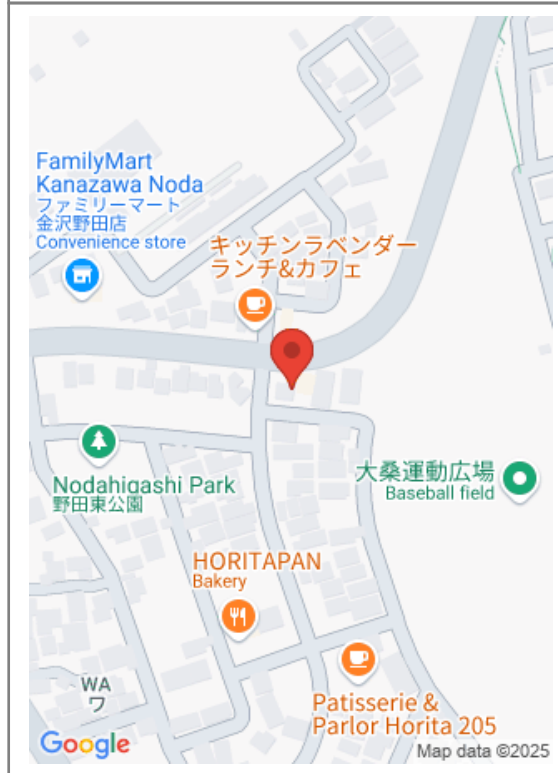 FamilyMart
Kanazawa Noda
ファミリーマート
金沢野田店
Convenience store
キッチンラベンダー
ランチ&カフェ
Nodahigashi Park
野田東公園
大桑運動広場
Baseball field
HORITAPAN
Bakery
WA
ワ
Patisserie &
Parlor Horita 205
Google
Map data ©2025